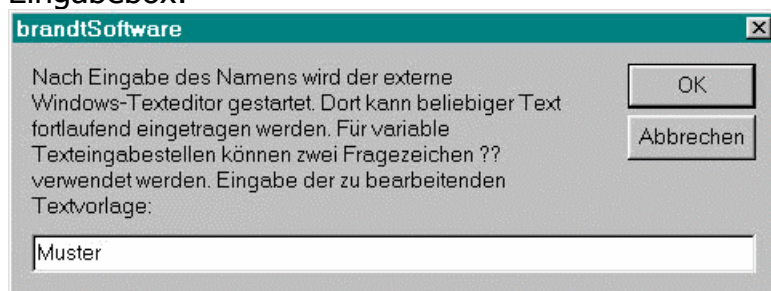 Eingabebox:
brandtSoftware
Nach Eingabe des Namens wird der externe
Windows-Texteditor gestartet. Dort kann beliebiger Text
fortlaufend eingetragen werden. Für variable
Texteingabestellen können zwei Fragezeichen ??
verwendet werden. Eingabe der zu bearbeitenden
Textvorlage:
OK
Abbrechen
Muster